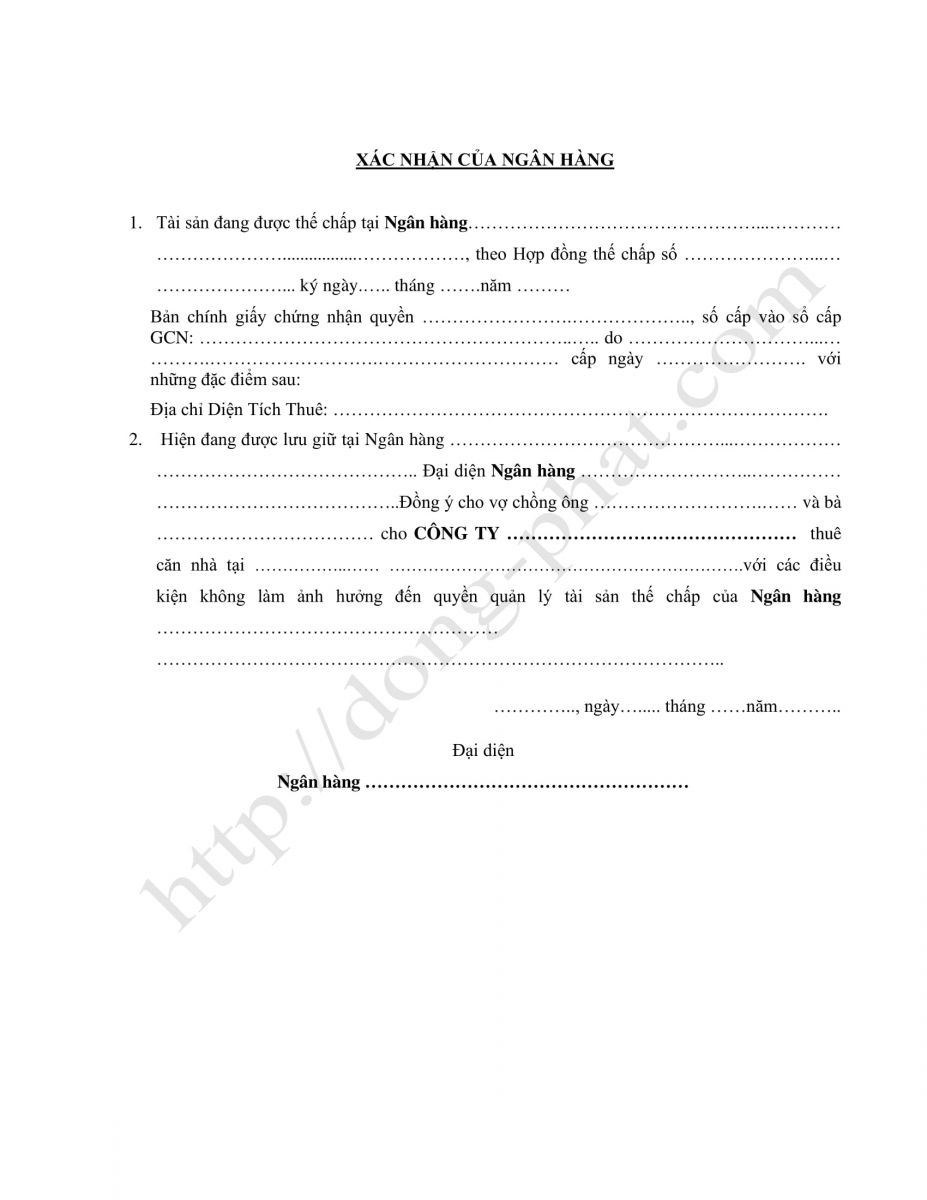 XÁC NHẬN CỦA NGÂN HÀNG
1. Tài sản đang được thế chấp tại Ngân hàng……………………………………………...…………
…………………..................………………, theo Hợp đồng thế chấp số …………………...…
…………………... ký ngày.….. tháng …….năm ………
Bản chính giấy chứng nhận quyền …………………….……………….., số cấp vào sổ cấp
GCN: ……………………………………………………..….. do …………………………...…
……….……………………….………………………… cấp ngày ……………………. với
những đặc điểm sau:
Địa chỉ Diện Tích Thuê: ……………………………………………………………………….
2. Hiện đang được lưu giữ tại Ngân hàng ………………………………………...………………
…………………………………….. Đại diện Ngân hàng ………………………..……………
…………………………………..Đồng ý cho vợ chồng ông ……………………….…… và bà
……………………………… cho CÔNG TY ………………………………………… thuê
căn nhà tại ……………..…… ………………………………………………….với các điều
kiện không làm ảnh hưởng đến quyền quản lý tài sản thế chấp của Ngân hàng
…………………………………………………
…………………………………………………………………………………..
………….., ngày…..... tháng ……năm………..
Đại diện
Ngân hàng ………………………………………………
http://dong-phat.com